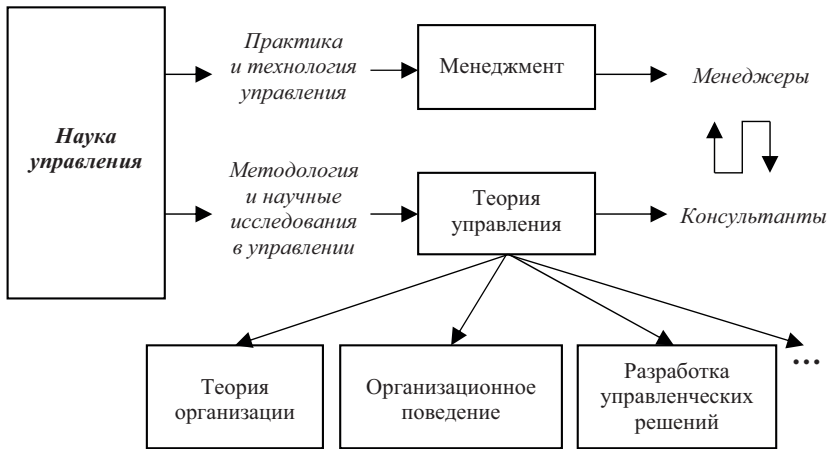 Наука
управления
Практика
и технология
управления
Менеджмент
Менеджеры
Методология
и научные
исследования
в управлении
Теория
управления
Консультанты
Теория
организации
Организационное
поведение
Разработка
управленческих
решений
...